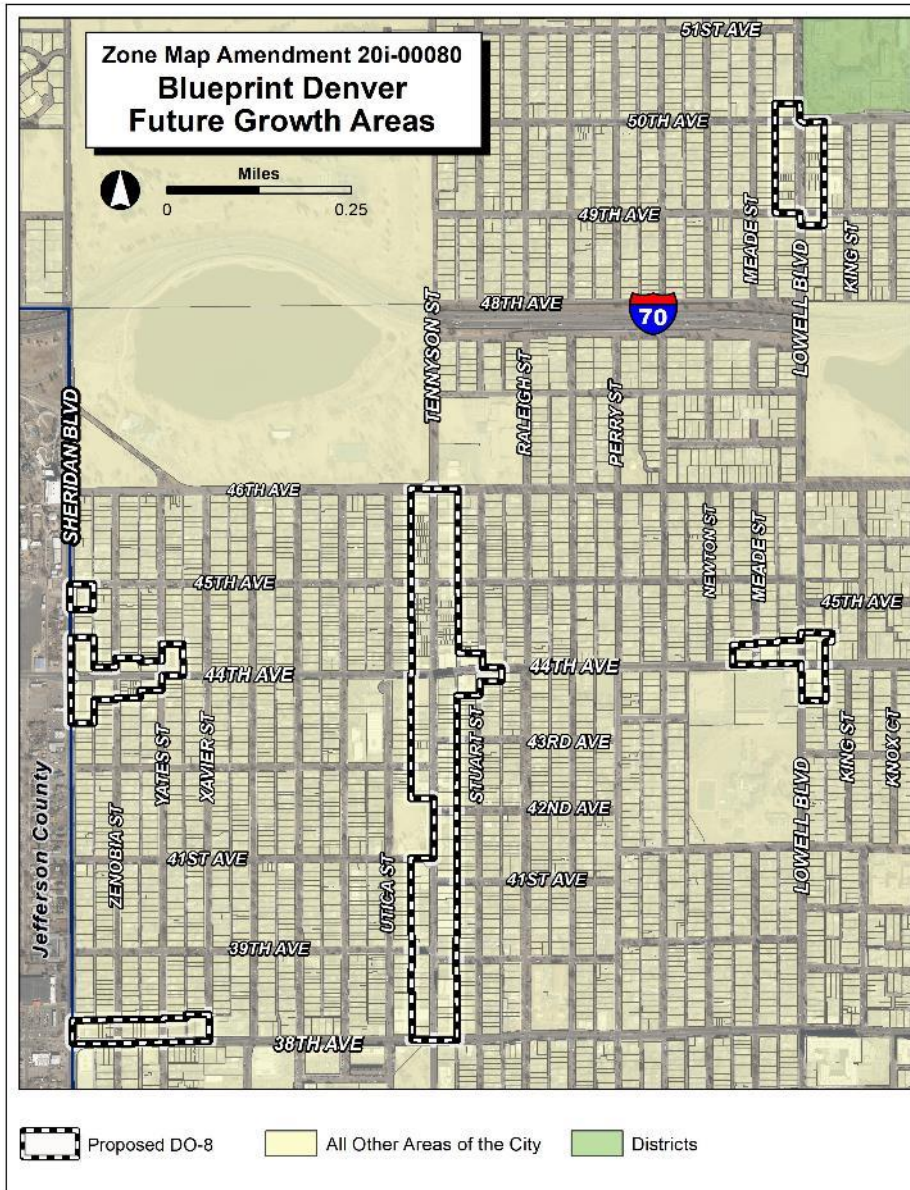 Zone Map Amendment 20i-00080
Blueprint Denver
Future Growth Areas
Miles
0 0.25
51ST AVE
50TH AVE
49TH AVE
MEADE ST
LOWELL BLVD
KING ST
48TH AVE
70
TENNYSON ST
RALEIGH ST
PERRY ST
SHERIDAN BLVD
46TH AVE
45TH AVE
NEWTON ST
MEADE ST
45TH AVE
44TH AVE
44TH AVE
YATES ST
XAVIER ST
STUART ST
43RD AVE
KING ST
KNOX CT
Jefferson County
ZENOBIA ST
42ND AVE
LOWELL BLVD
41ST AVE
UTICA ST
41ST AVE
39TH AVE
38TH AVE
Proposed DO-8 All Other Areas of the City Districts